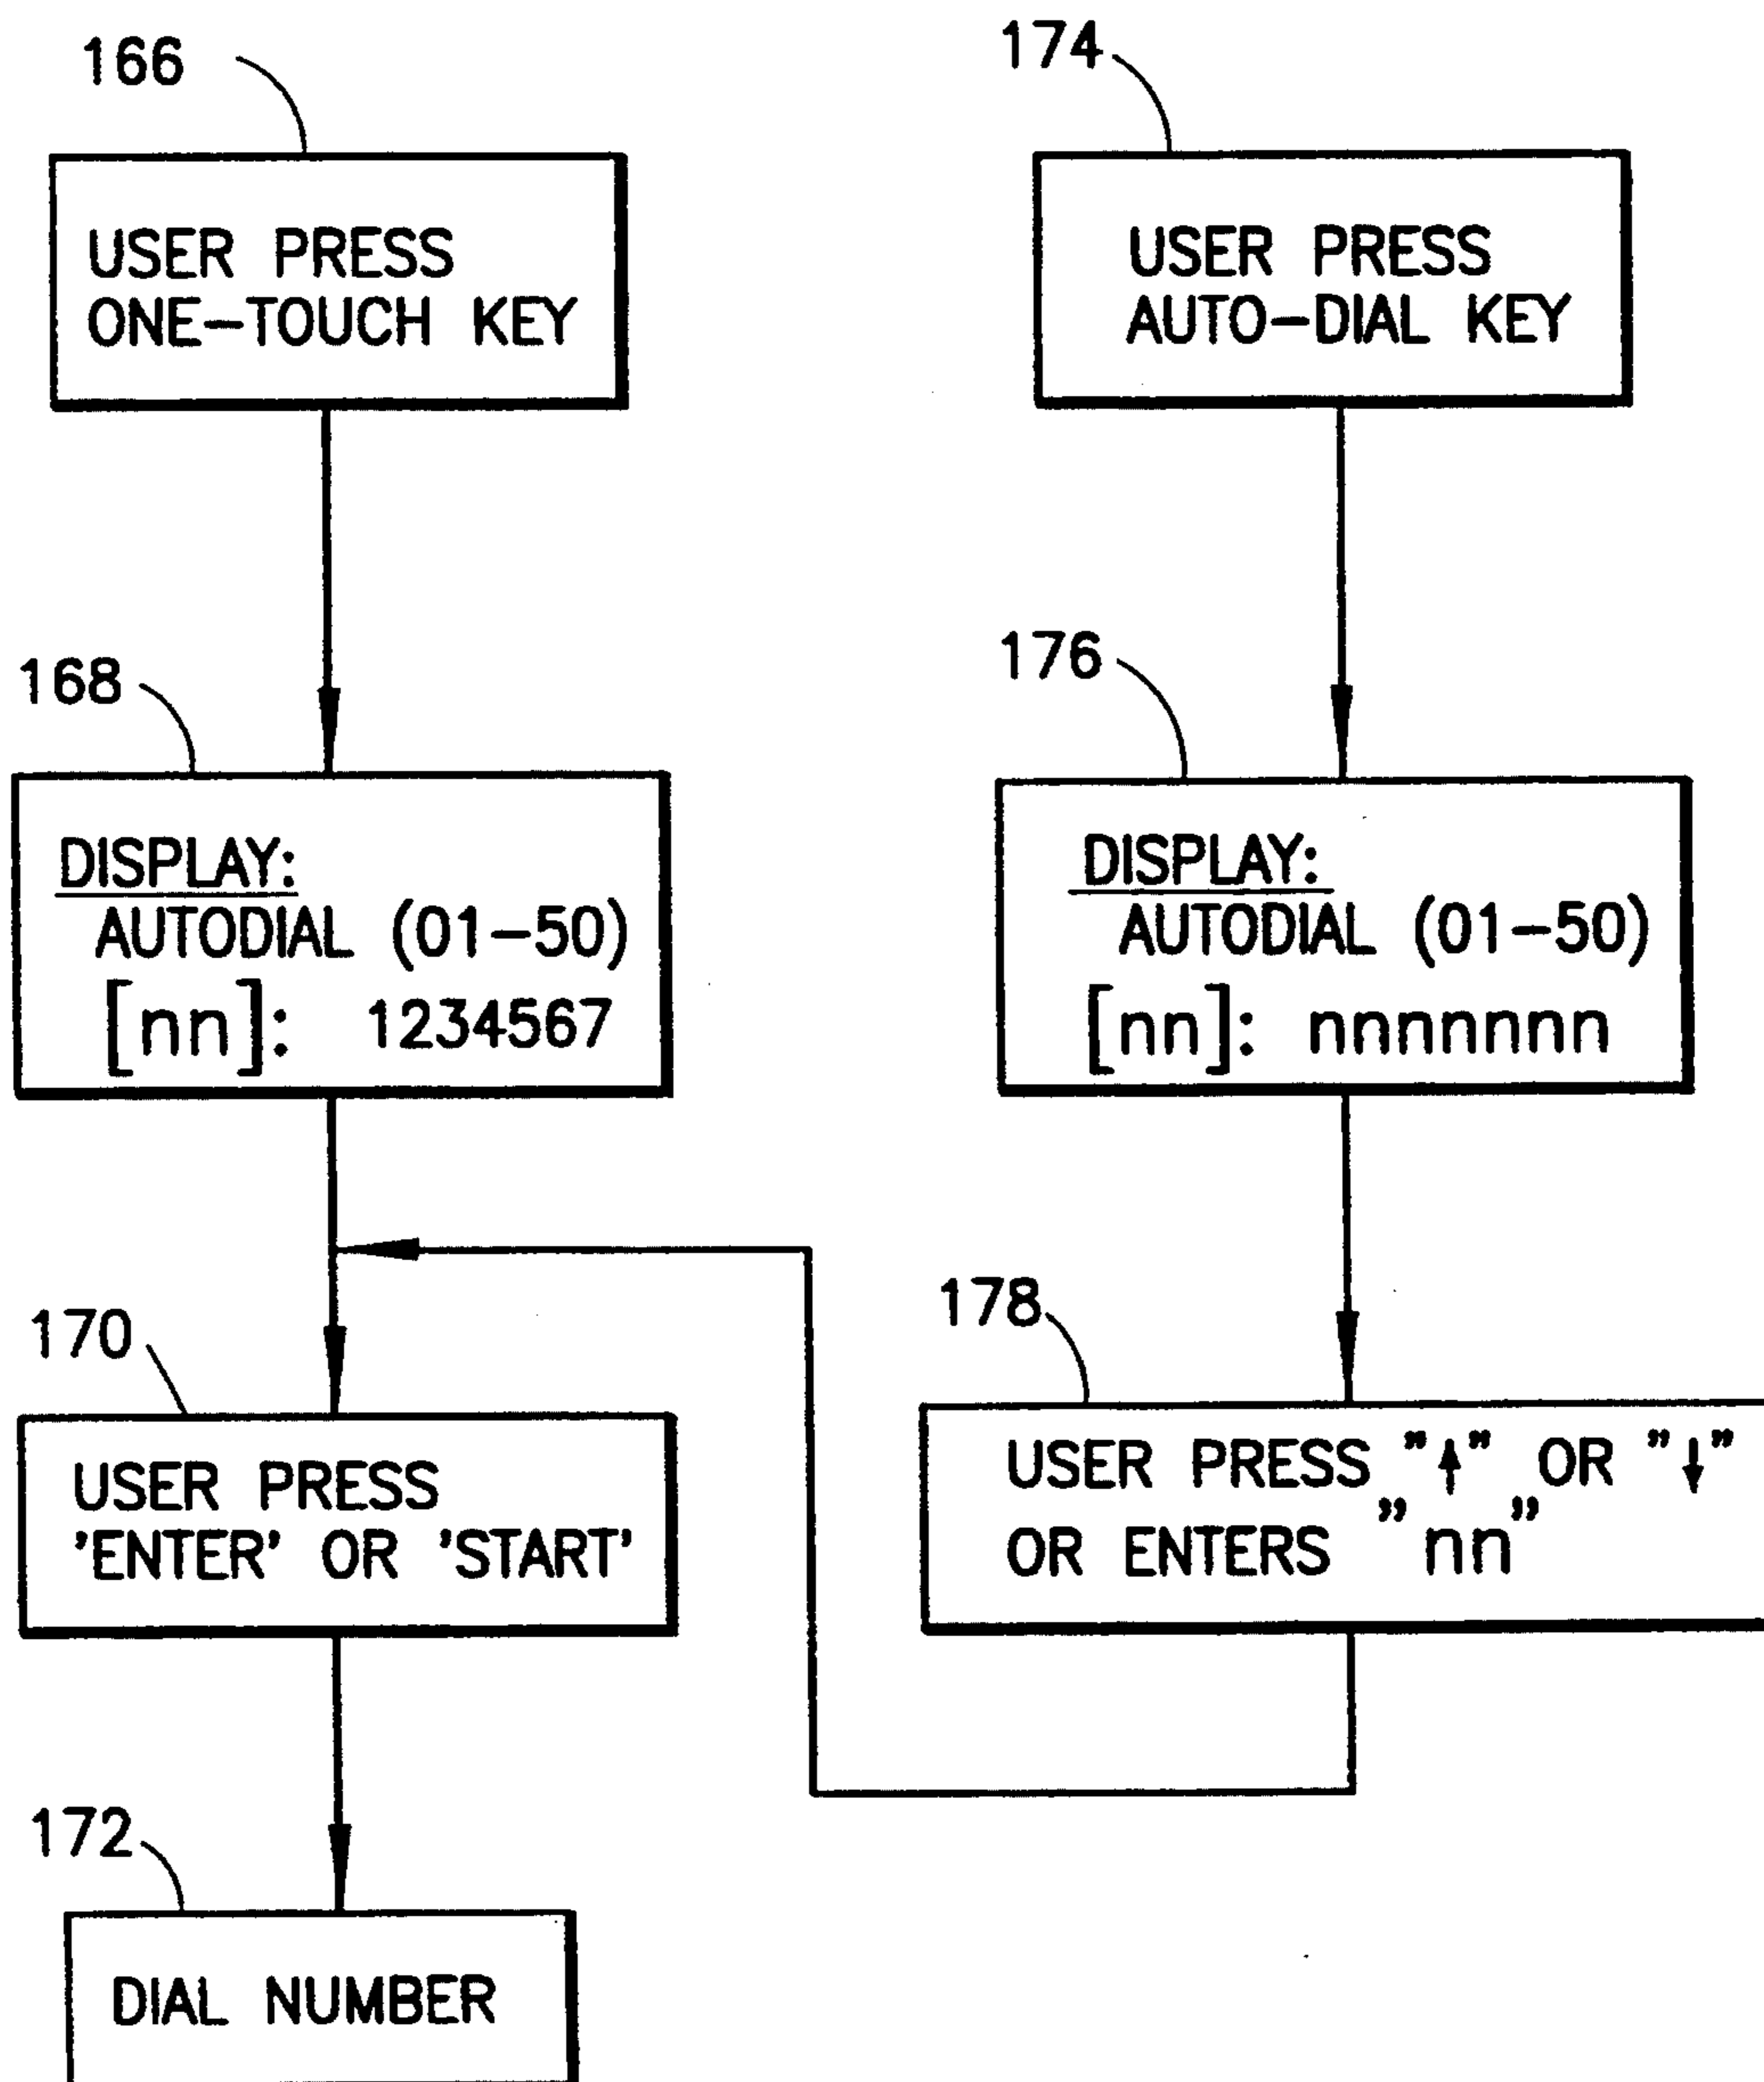 166
USER PRESS
ONE-TOUCH KEY
168
DISPLAY:
AUTODIAL (01-50)
[nn]: 1234567
170
USER PRESS
'ENTER' OR 'START'
172
DIAL NUMBER
174
USER PRESS
AUTO-DIAL KEY
176
DISPLAY:
AUTODIAL (01-50)
[nn]: nnnnnnn
178
USER PRESS "↑" OR "↓"
OR ENTERS "nn"